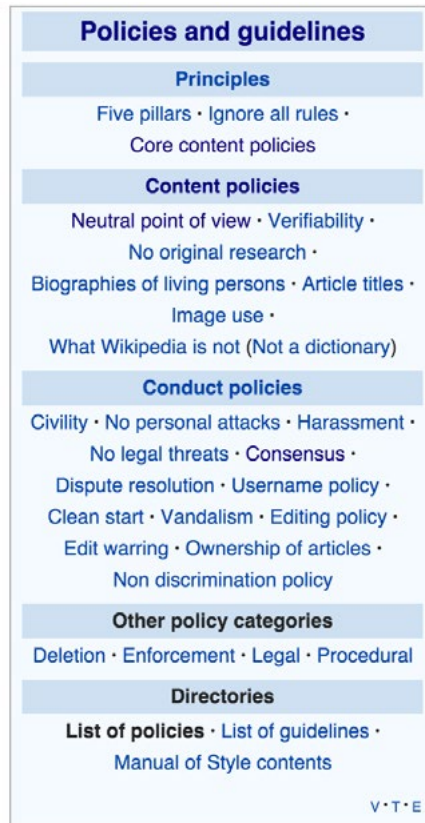 Policies and guidelines
Principles
Five pillars · Ignore all rules ·
Core content policies
Content policies
Neutral point of view · Verifiability ·
No original research ·
Biographies of living persons · Article titles ·
Image use ·
What Wikipedia is not (Not a dictionary)
Conduct policies
Civility · No personal attacks · Harassment ·
No legal threats · Consensus ·
Dispute resolution · Username policy ·
Clean start · Vandalism · Editing policy ·
Edit warring · Ownership of articles ·
Non discrimination policy
Other policy categories
Deletion · Enforcement · Legal · Procedural
Directories
List of policies · List of guidelines ·
Manual of Style contents
V · T · E